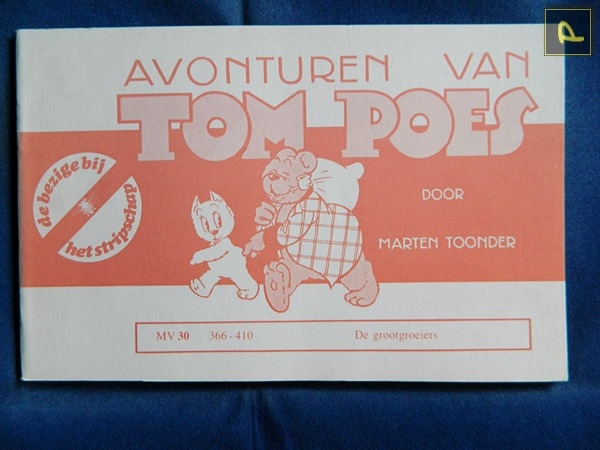 AVONTUREN VAN
TOM POES
de bezige bij
het stripschap
DOOR
MARTEN TOONDER
MV 30 366 - 410 De grootgroeiers
P